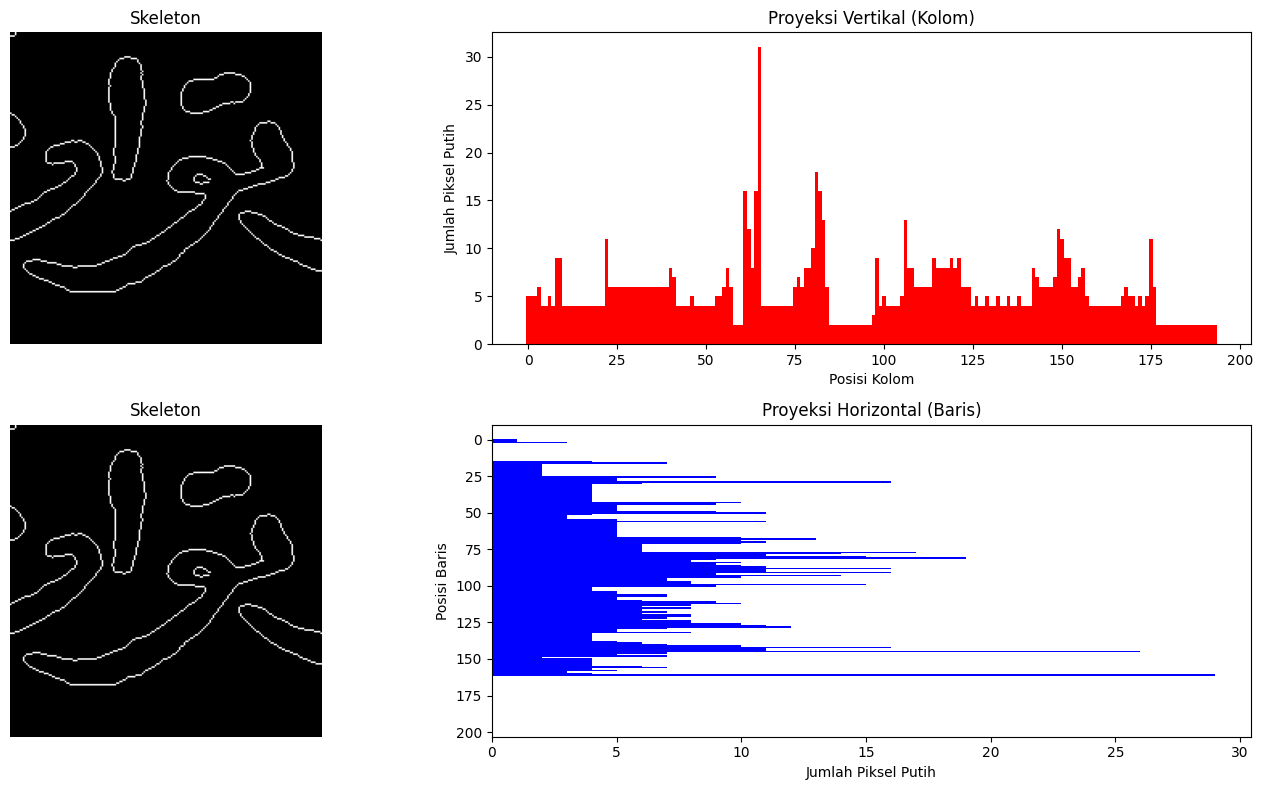 Skeleton
Proyeksi Vertikal (Kolom)
Jumlah Piksel Putih
30
25
20
15
10
5
0
0 25 50 75 100 125 150 175 200
Posisi Kolom
Skeleton
Proyeksi Horizontal (Baris)
Posisi Baris
0
25
50
75
100
125
150
175
200
0 5 10 15 20 25 30
Jumlah Piksel Putih